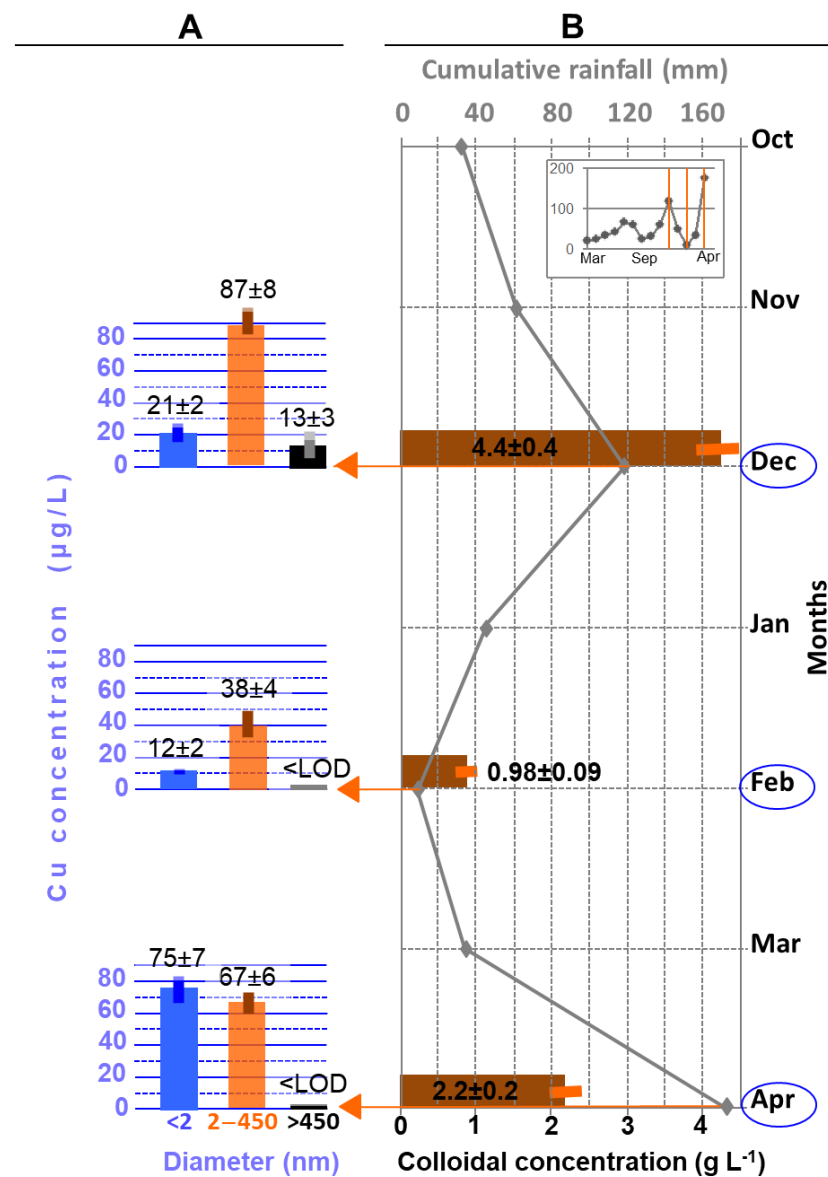 A
B
Cumulative rainfall (mm)
0 40 80 120 160
Oct
200
100
0
Mar Sep Apr
Nov
87±8
80
60
40
20
0
21±2
13±3
4.4±0.4
Dec
Cu concentration (µg/L)
Jan
Months
80
60
40
20
0
38±4
12±2
<LOD
0.98±0.09
Feb
Mar
75±7
67±6
80
60
40
20
0
<LOD
2.2±0.2
Apr
<2 2–450 >450
0 1 2 3 4
Diameter (nm)
Colloidal concentration (g L⁻¹)